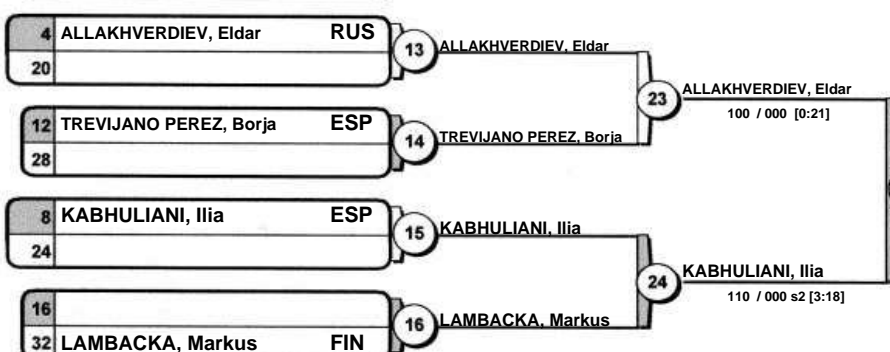 4 ALLAKHVERDIEV, Eldar RUS
20
13
ALLAKHVERDIEV, Eldar
12 TREVIJANO PEREZ, Borja ESP
28
14
TREVIJANO PEREZ, Borja
23
ALLAKHVERDIEV, Eldar
100 / 000 [0:21]
8 KABHULIANI, Ilia ESP
24
15
KABHULIANI, Ilia
16
32 LAMBACKA, Markus FIN
16
LAMBACKA, Markus
24
KABHULIANI, Ilia
110 / 000 s2 [3:18]